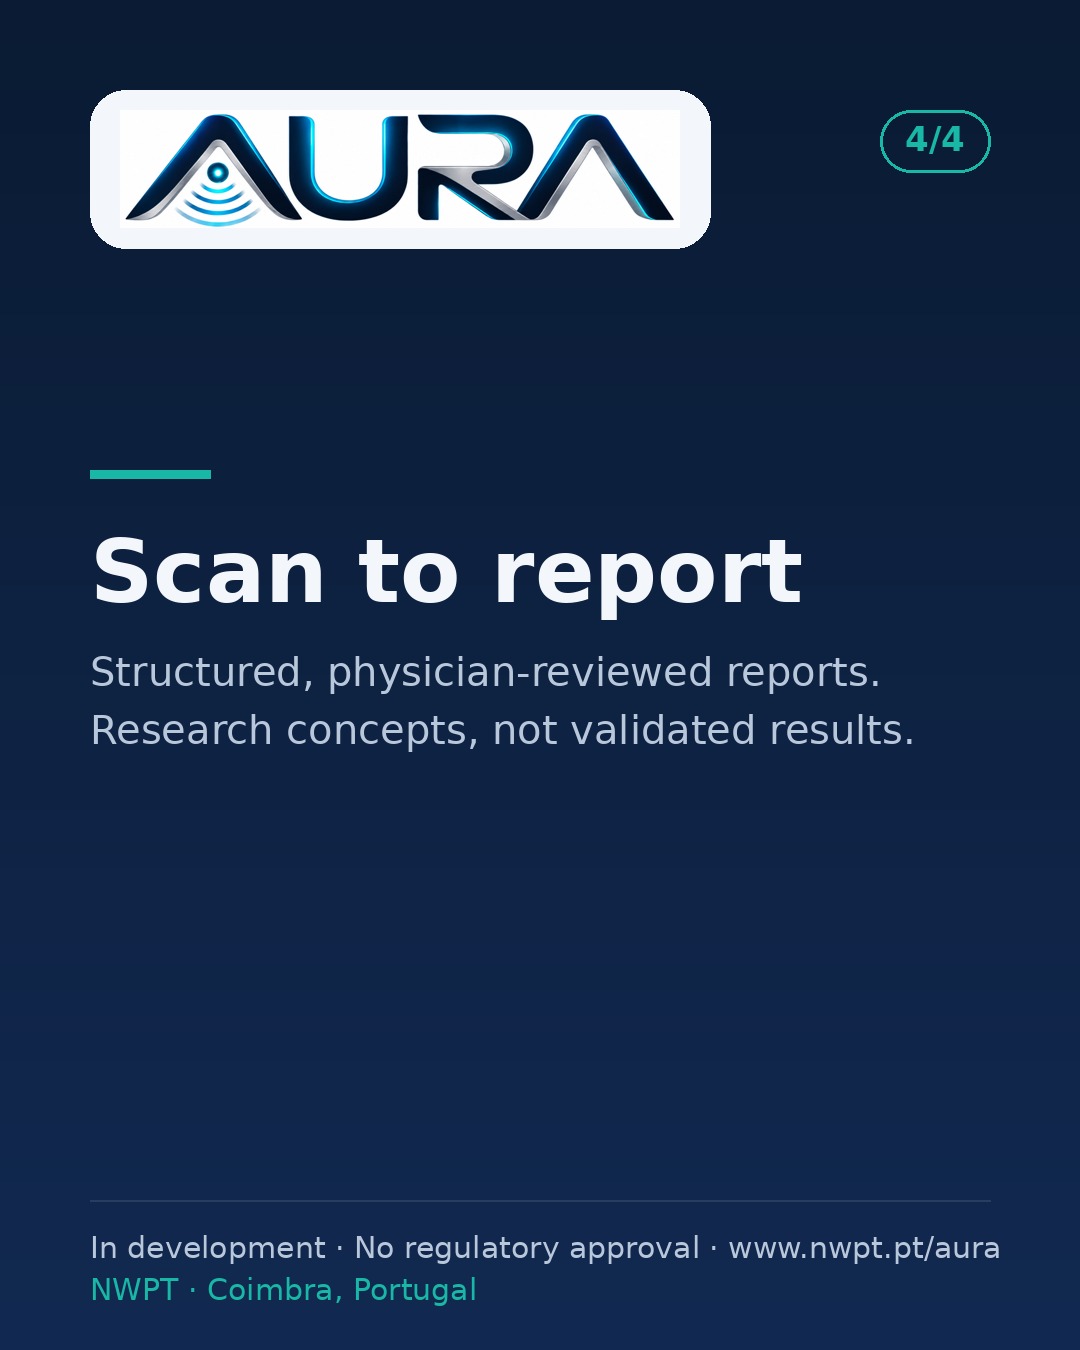 AURA
4/4
Scan to report
Structured, physician-reviewed reports.
Research concepts, not validated results.
In development · No regulatory approval · www.nwpt.pt/aura
NWPT · Coimbra, Portugal